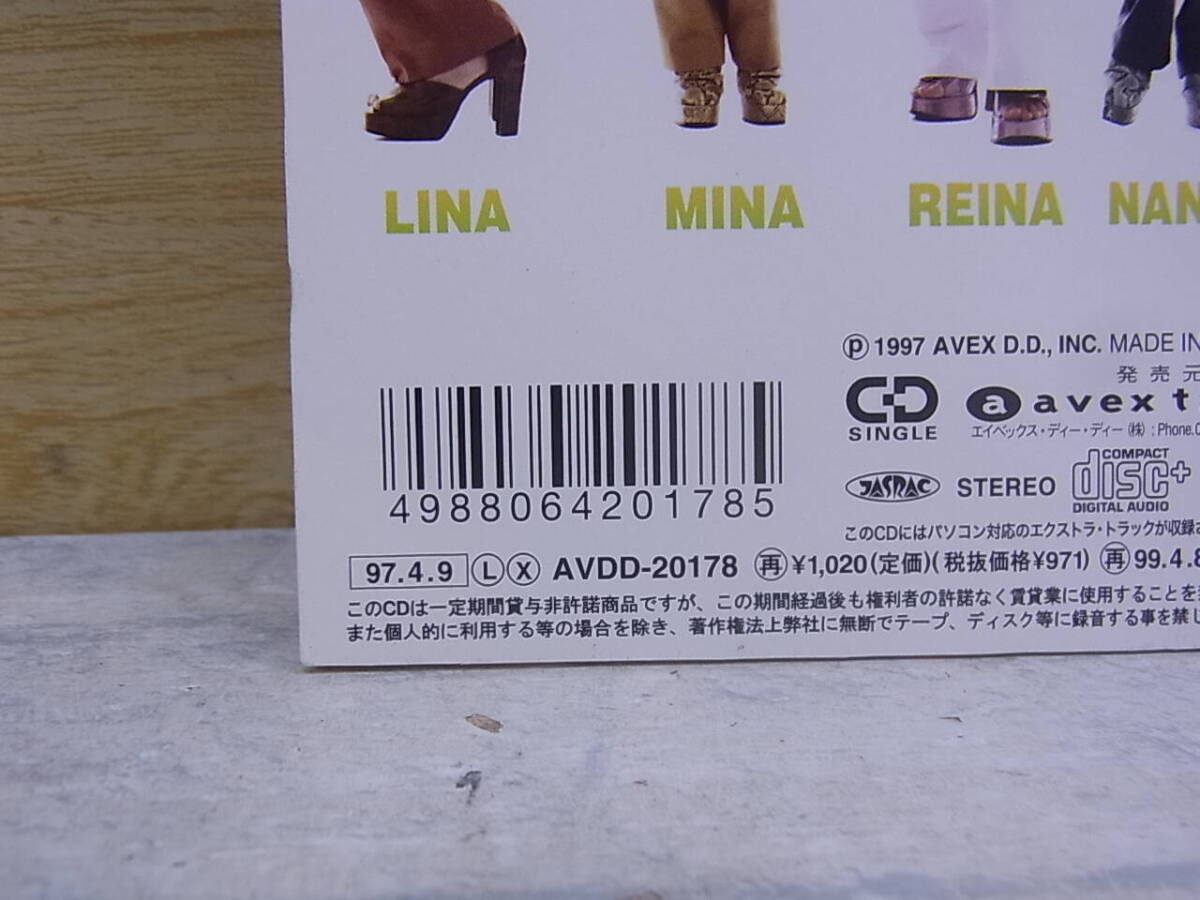 LINA MINA REINA NAN
℗ 1997 AVEX D.D., INC. MADE IN
発売元
CD SINGLE
a avex t
エイベックス・ディー・ディー(株):Phone.0
JASRAC STEREO COMPACT disc+ DIGITAL AUDIO
4988064201785
このCDにはパソコン対応のエクストラ・トラックが収録さ
97.4.9 Ⓛ Ⓧ AVDD-20178 ㊢¥1,020(定価)(税抜価格¥971) 再99.4.8
このCDは一定期間貸与非許諾商品ですが、この期間経過後も権利者の許諾なく賃貸業に使用することを
また個人的に利用する等の場合を除き、著作権法上弊社に無断でテープ、ディスク等に録音する事を禁じ